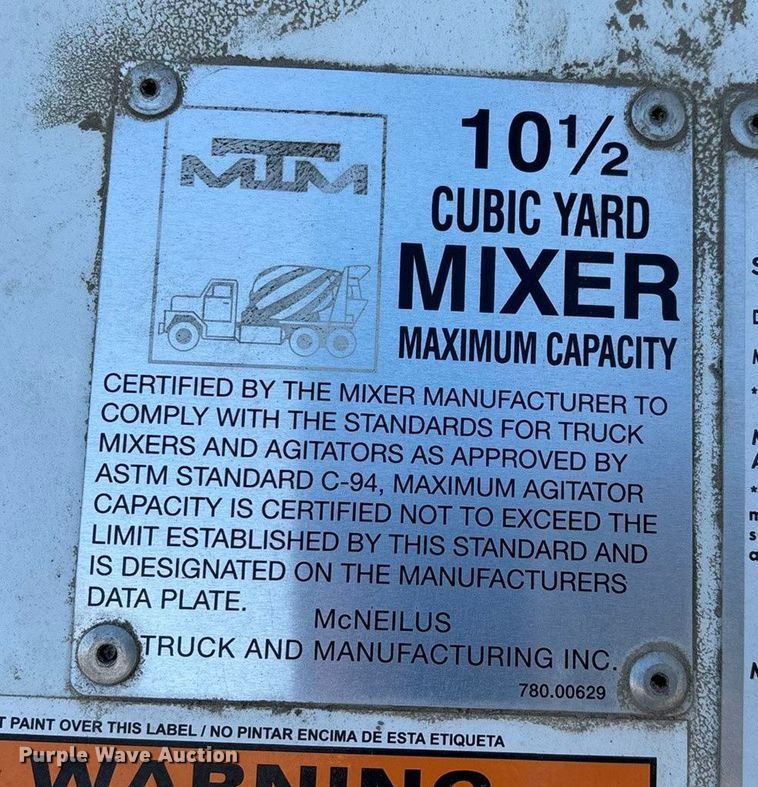 MTM
10½
CUBIC YARD
MIXER
MAXIMUM CAPACITY
CERTIFIED BY THE MIXER MANUFACTURER TO
COMPLY WITH THE STANDARDS FOR TRUCK
MIXERS AND AGITATORS AS APPROVED BY
ASTM STANDARD C-94, MAXIMUM AGITATOR
CAPACITY IS CERTIFIED NOT TO EXCEED THE
LIMIT ESTABLISHED BY THIS STANDARD AND
IS DESIGNATED ON THE MANUFACTURERS
DATA PLATE.
McNEILUS
TRUCK AND MANUFACTURING INC.
780.00629
T PAINT OVER THIS LABEL / NO PINTAR ENCIMA DE ESTA ETIQUETA
Purple Wave Auction
WARNING